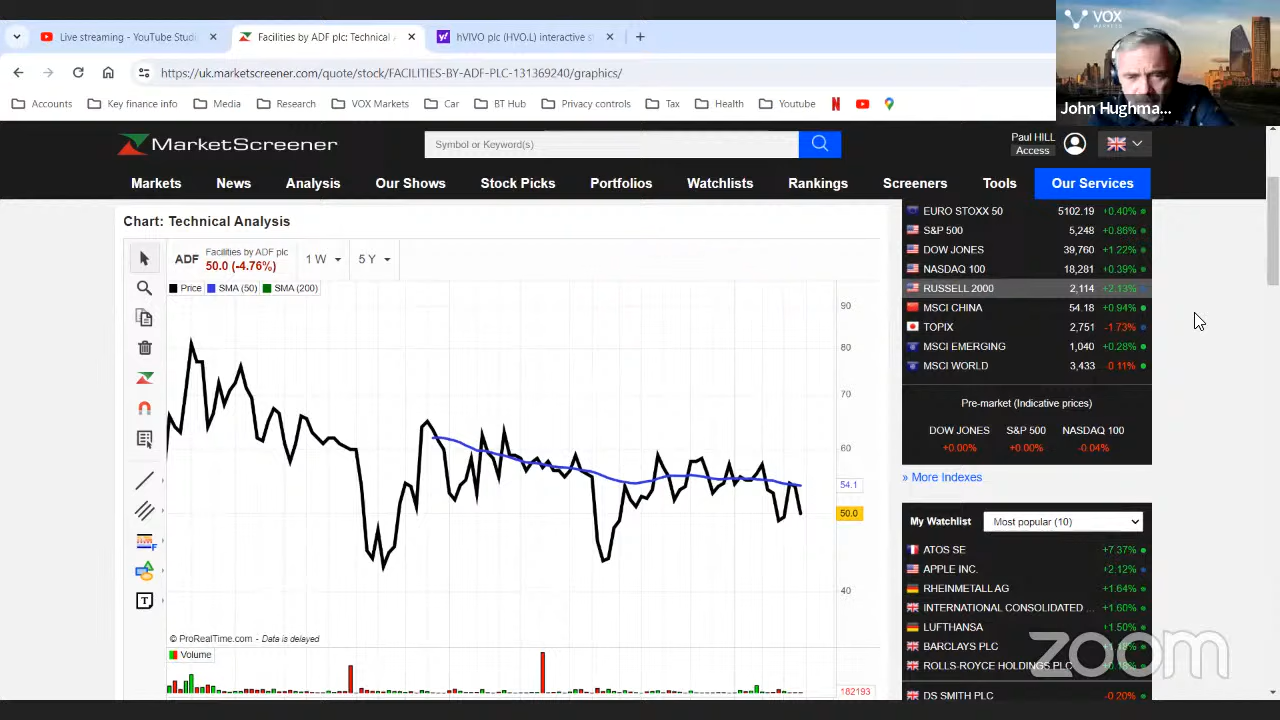 Live streaming - YouTube Studi
Facilities by ADF plc: Technical A
hVIVO plc (HVO.L) interactive st
https://uk.marketscreener.com/quote/stock/FACILITIES-BY-ADF-PLC-131369240/graphics/
Accounts Key finance info Media Research VOX Markets Car BT Hub Privacy controls Tax Health Youtube
VOX
MARKETS
John Hughma...
MarketScreener
Symbol or Keyword(s)
Paul HILL
Access
Markets News Analysis Our Shows Stock Picks Portfolios Watchlists Rankings Screeners Tools Our Services
Chart: Technical Analysis
ADF
Facilities by ADF plc
50.0 (-4.76%)
1 W
5 Y
Price SMA (50) SMA (200)
90
80
70
60
54.1
50.0
40
© ProRealTime.com - Data is delayed
Volume
182193
EURO STOXX 50 5102.19 +0.40%
S&P 500 5,248 +0.86%
DOW JONES 39,760 +1.22%
NASDAQ 100 18,281 +0.39%
RUSSELL 2000 2,114 +2.13%
MSCI CHINA 54.18 +0.94%
TOPIX 2,751 -1.73%
MSCI EMERGING 1,040 +0.28%
MSCI WORLD 3,433 -0.11%
Pre-market (Indicative prices)
DOW JONES S&P 500 NASDAQ 100
+0.00% +0.00% -0.04%
» More Indexes
My Watchlist
Most popular (10)
ATOS SE +7.37%
APPLE INC. +2.12%
RHEINMETALL AG +1.64%
INTERNATIONAL CONSOLIDATED ... +1.60%
LUFTHANSA +1.50%
BARCLAYS PLC
ROLLS-ROYCE HOLDINGS PLC
DS SMITH PLC -0.20%
zoom